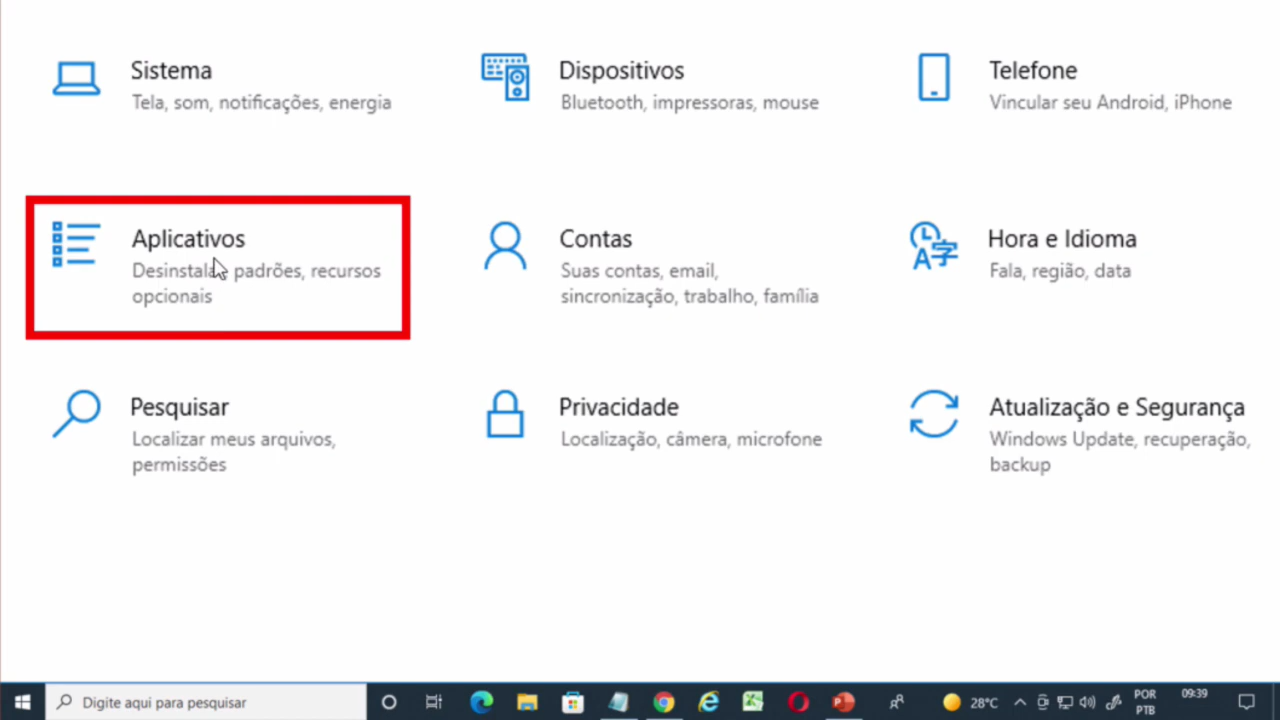 Sistema
Tela, som, notificações, energia
Dispositivos
Bluetooth, impressoras, mouse
Telefone
Vincular seu Android, iPhone
Aplicativos
Desinstalar, padrões, recursos
opcionais
Contas
Suas contas, email,
sincronização, trabalho, família
Hora e Idioma
Fala, região, data
Pesquisar
Localizar meus arquivos,
permissões
Privacidade
Localização, câmera, microfone
Atualização e Segurança
Windows Update, recuperação,
backup
Digite aqui para pesquisar
28°C
POR
PTB
09:39